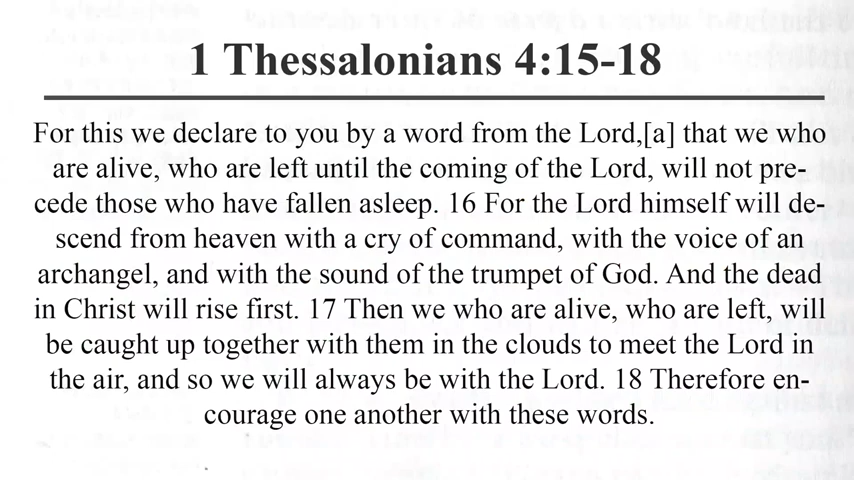 1 Thessalonians 4:15-18
For this we declare to you by a word from the Lord,[a] that we who
are alive, who are left until the coming of the Lord, will not pre-
cede those who have fallen asleep. 16 For the Lord himself will de-
scend from heaven with a cry of command, with the voice of an
archangel, and with the sound of the trumpet of God. And the dead
in Christ will rise first. 17 Then we who are alive, who are left, will
be caught up together with them in the clouds to meet the Lord in
the air, and so we will always be with the Lord. 18 Therefore en-
courage one another with these words.